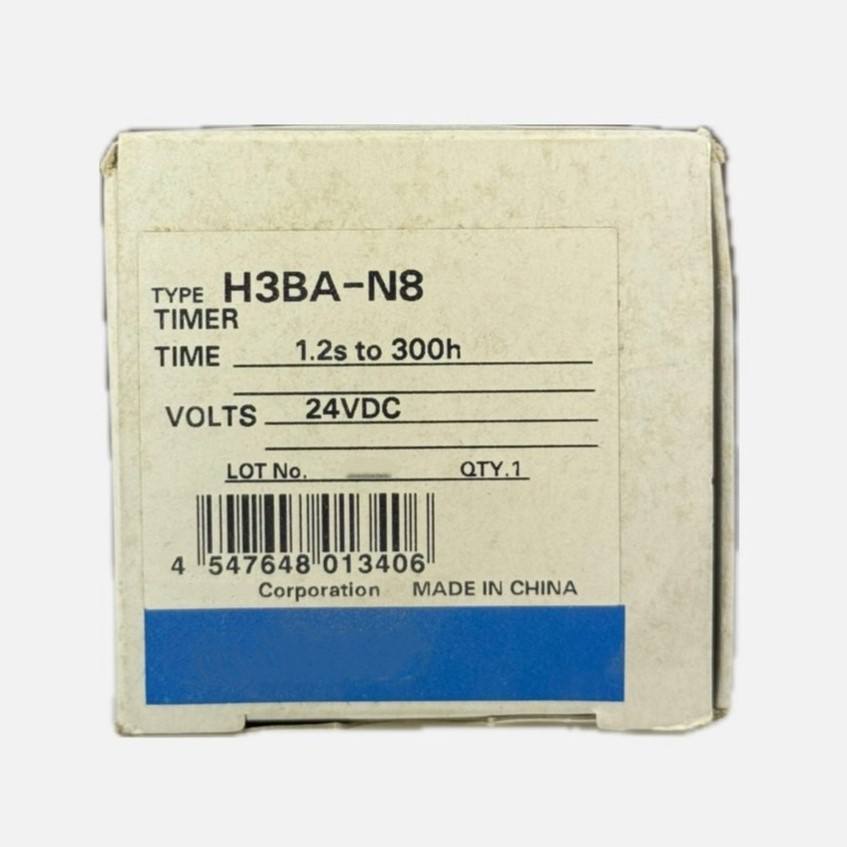 TYPE H3BA-N8
TIMER
TIME 1.2s to 300h
VOLTS 24VDC
LOT No. QTY.1
4 547648 013406
Corporation MADE IN CHINA